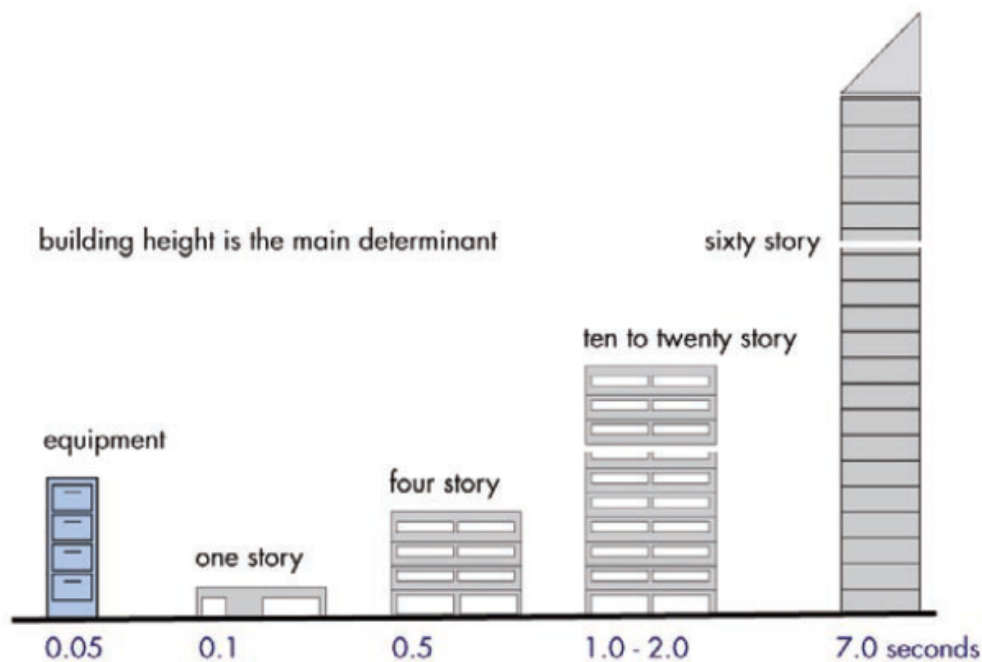 building height is the main determinant
sixty story
ten to twenty story
equipment
four story
one story
0.05
0.1
0.5
1.0 - 2.0
7.0 seconds